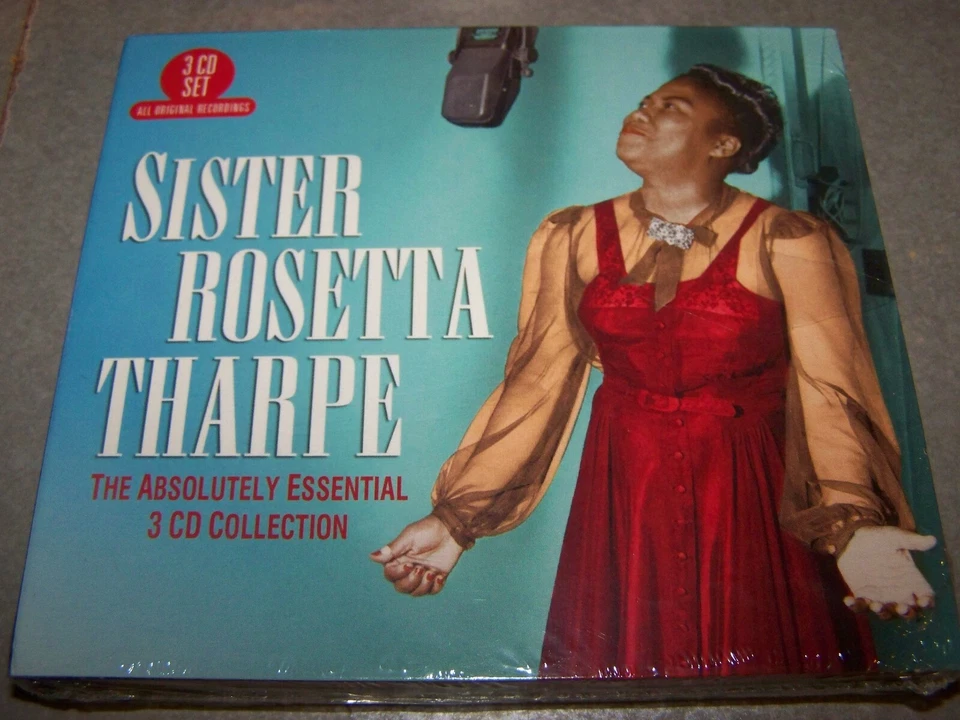 3 CD
SET
ALL ORIGINAL RECORDINGS
SISTER
ROSETTA
THARPE
THE ABSOLUTELY ESSENTIAL
3 CD COLLECTION